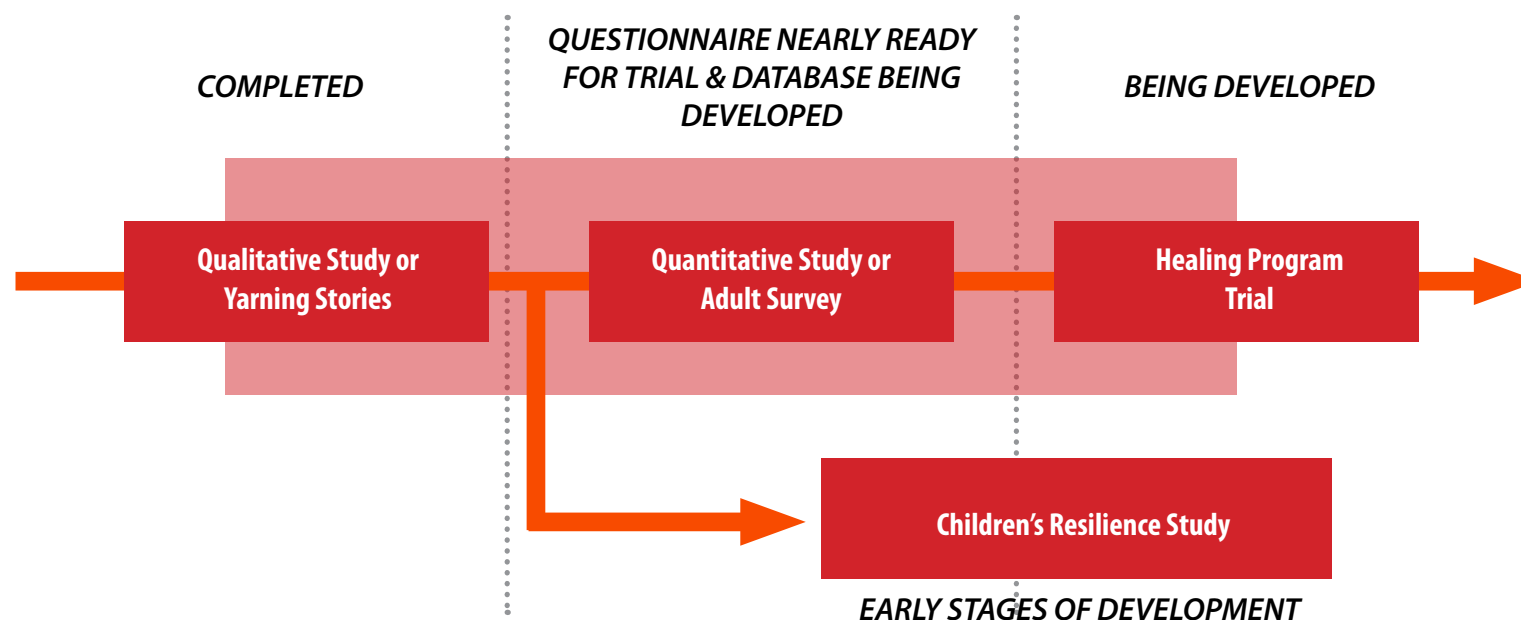 COMPLETED
QUESTIONNAIRE NEARLY READY
FOR TRIAL & DATABASE BEING
DEVELOPED
BEING DEVELOPED
Qualitative Study or
Yarning Stories
Quantitative Study or
Adult Survey
Healing Program
Trial
Children’s Resilience Study
EARLY STAGES OF DEVELOPMENT